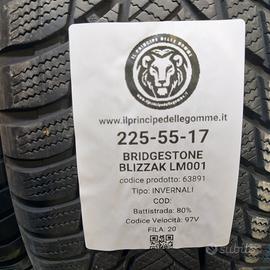 IL PRINCIPE DELLE GOMME
www.ilprincipedellegomme.it
225-55-17
BRIDGESTONE
BLIZZAK LM001
codice prodotto: 63891
Tipo: INVERNALI
COD:
Battistrada: 80%
Codice Velocità: 97V
FILA: 20
subito